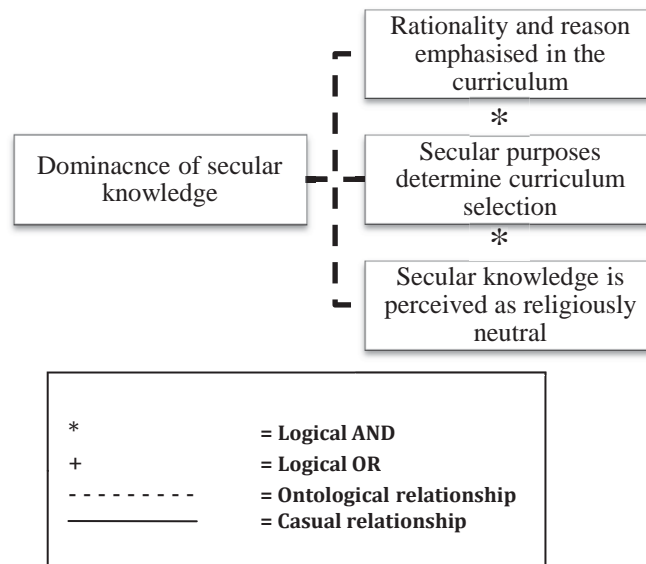 Rationality and reason
emphasised in the
curriculum
*
Dominacnce of secular
knowledge
Secular purposes
determine curriculum
selection
*
Secular knowledge is
perceived as religiously
neutral
* = Logical AND
+ = Logical OR
- - - - - - - - - = Ontological relationship
= Casual relationship